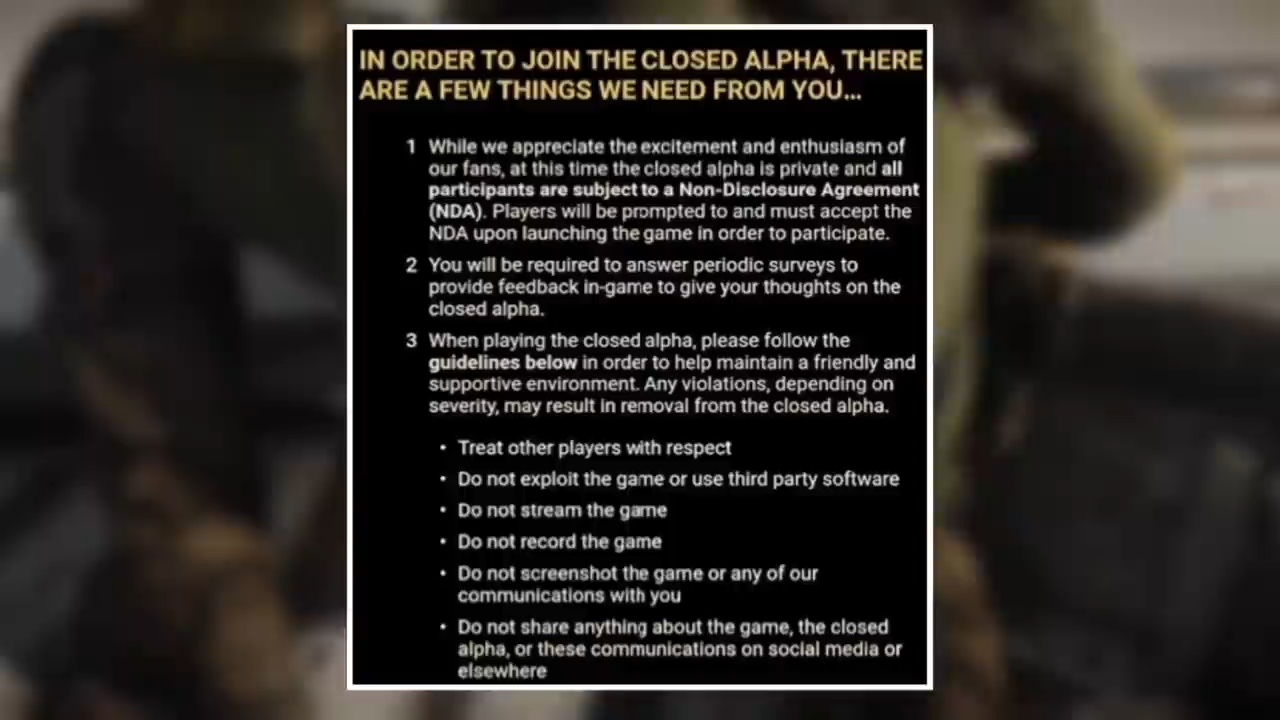 IN ORDER TO JOIN THE CLOSED ALPHA, THERE
ARE A FEW THINGS WE NEED FROM YOU...
1 While we appreciate the excitement and enthusiasm of
our fans, at this time the closed alpha is private and all
participants are subject to a Non-Disclosure Agreement
(NDA). Players will be prompted to and must accept the
NDA upon launching the game in order to participate.
2 You will be required to answer periodic surveys to
provide feedback in-game to give your thoughts on the
closed alpha.
3 When playing the closed alpha, please follow the
guidelines below in order to help maintain a friendly and
supportive environment. Any violations, depending on
severity, may result in removal from the closed alpha.
• Treat other players with respect
• Do not exploit the game or use third party software
• Do not stream the game
• Do not record the game
• Do not screenshot the game or any of our
communications with you
• Do not share anything about the game, the closed
alpha, or these communications on social media or
elsewhere